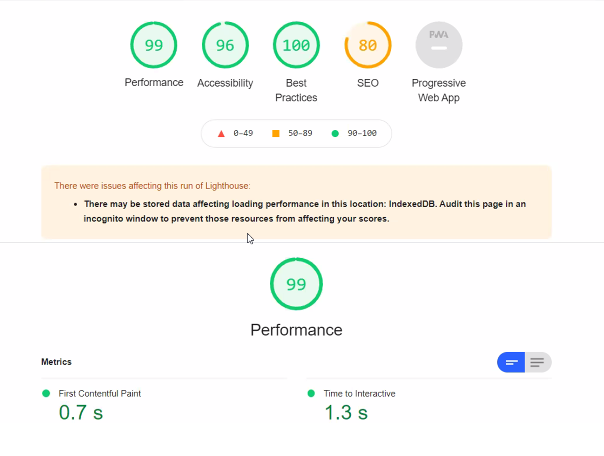 99 96 100 80 PWA
Performance Accessibility Best Practices SEO Progressive Web App
0–49 50–89 90–100
There were issues affecting this run of Lighthouse:
• There may be stored data affecting loading performance in this location: IndexedDB. Audit this page in an
incognito window to prevent those resources from affecting your scores.
99
Performance
Metrics
First Contentful Paint Time to Interactive
0.7 s 1.3 s